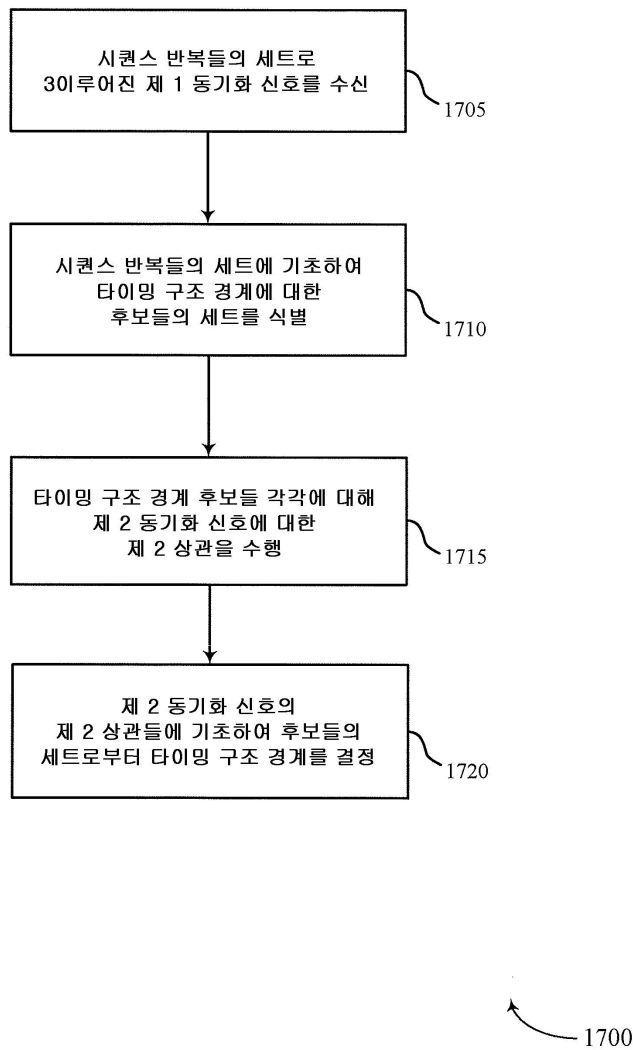 시퀀스 반복들의 세트로
3이루어진 제 1 동기화 신호를 수신
1705
시퀀스 반복들의 세트에 기초하여
타이밍 구조 경계에 대한
후보들의 세트를 식별
1710
타이밍 구조 경계 후보들 각각에 대해
제 2 동기화 신호에 대한
제 2 상관을 수행
1715
제 2 동기화 신호의
제 2 상관들에 기초하여 후보들의
세트로부터 타이밍 구조 경계를 결정
1720
1700